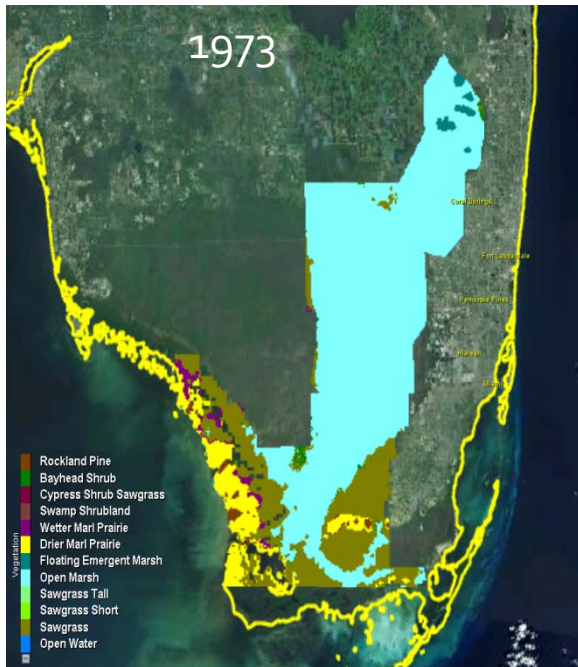 1973
Coral Springs
Fort Lauderdale
Pembroke Pines
Hialeah
Miami
Vegetation
Rockland Pine
Bayhead Shrub
Cypress Shrub Sawgrass
Swamp Shrubland
Wetter Marl Prairie
Drier Marl Prairie
Floating Emergent Marsh
Open Marsh
Sawgrass Tall
Sawgrass Short
Sawgrass
Open Water